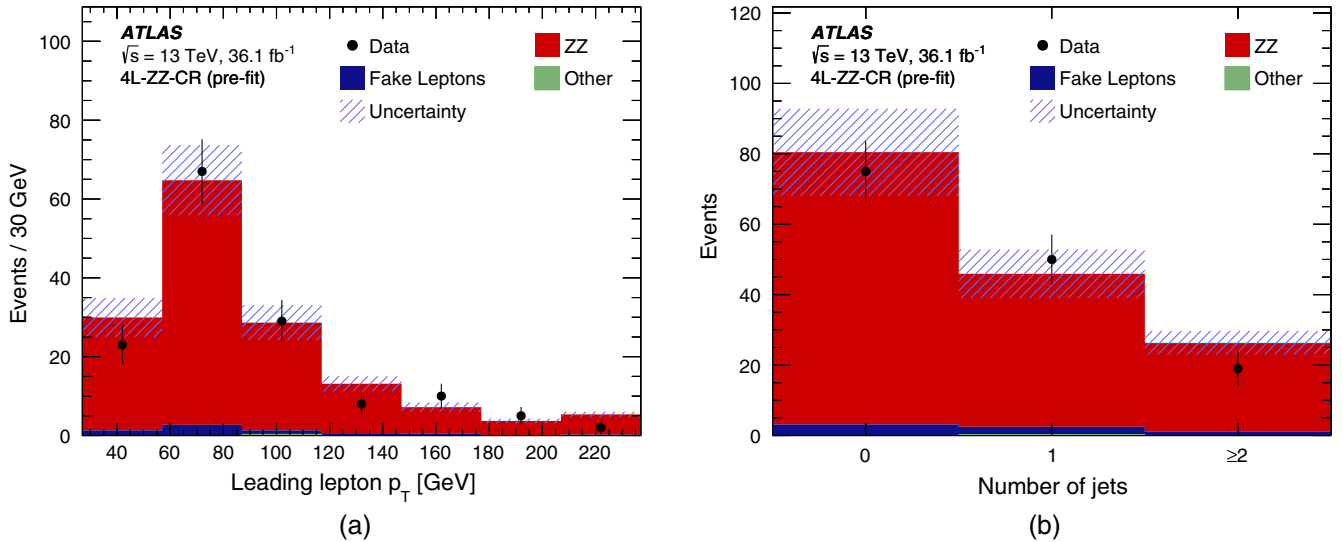 ATLAS
√s = 13 TeV, 36.1 fb⁻¹
4L-ZZ-CR (pre-fit)
Data
ZZ
Fake Leptons
Other
Uncertainty
Events / 30 GeV
100
80
60
40
20
0
40 60 80 100 120 140 160 180 200 220
Leading lepton p_T [GeV]
(a)
ATLAS
√s = 13 TeV, 36.1 fb⁻¹
4L-ZZ-CR (pre-fit)
Data
ZZ
Fake Leptons
Other
Uncertainty
Events
120
100
80
60
40
20
0
0 1 ≥2
Number of jets
(b)